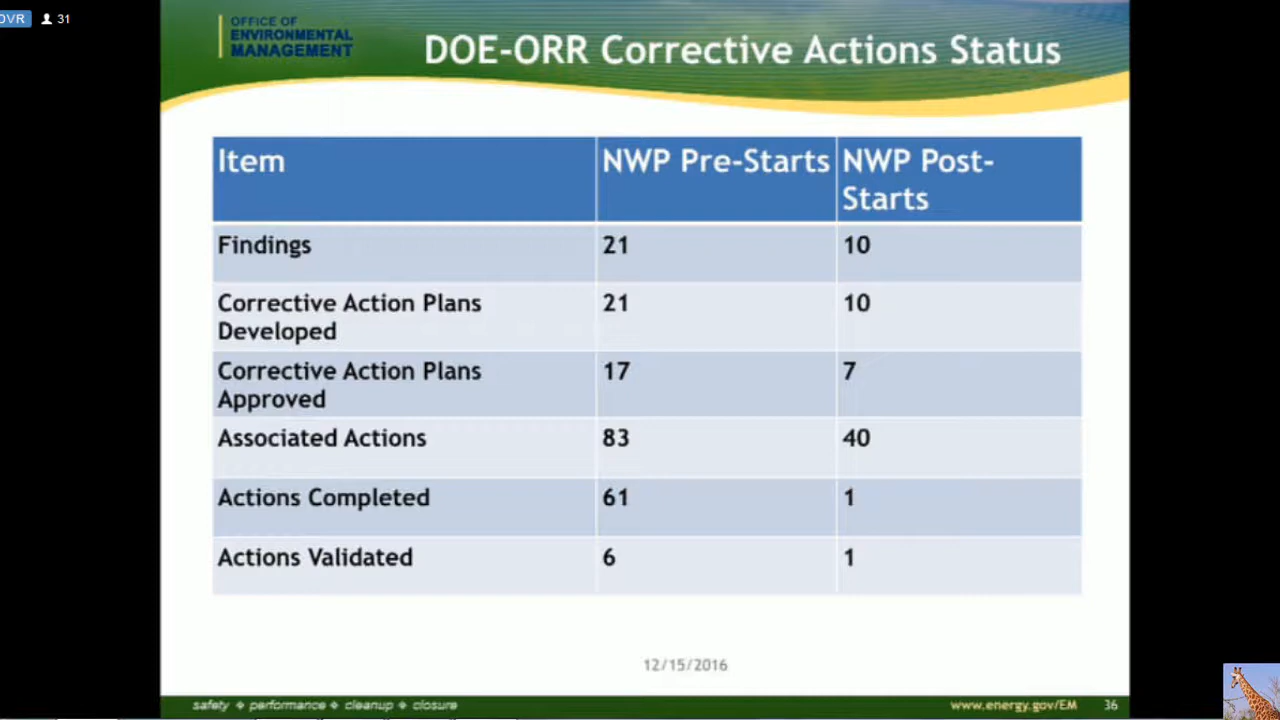 OVR 31
OFFICE OF
ENVIRONMENTAL
MANAGEMENT
DOE-ORR Corrective Actions Status
Item NWP Pre-Starts NWP Post-
Starts
Findings 21 10
Corrective Action Plans 21 10
Developed
Corrective Action Plans 17 7
Approved
Associated Actions 83 40
Actions Completed 61 1
Actions Validated 6 1
12/15/2016
safety ❖ performance ❖ cleanup ❖ closure www.energy.gov/EM 36